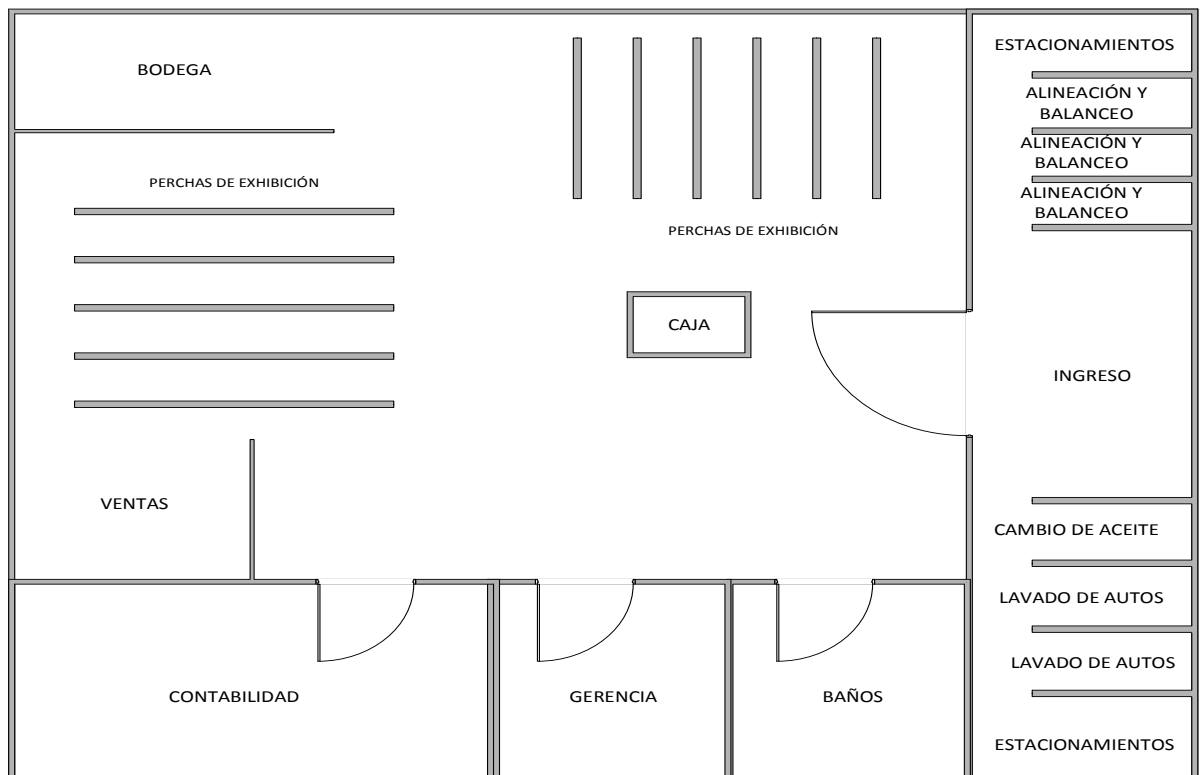 ESTACIONAMIENTOS
BODEGA
ALINEACIÓN Y
BALANCEO
ALINEACIÓN Y
BALANCEO
PERCHAS DE EXHIBICIÓN
ALINEACIÓN Y
BALANCEO
PERCHAS DE EXHIBICIÓN
CAJA
INGRESO
VENTAS
CAMBIO DE ACEITE
LAVADO DE AUTOS
LAVADO DE AUTOS
CONTABILIDAD
GERENCIA
BAÑOS
ESTACIONAMIENTOS